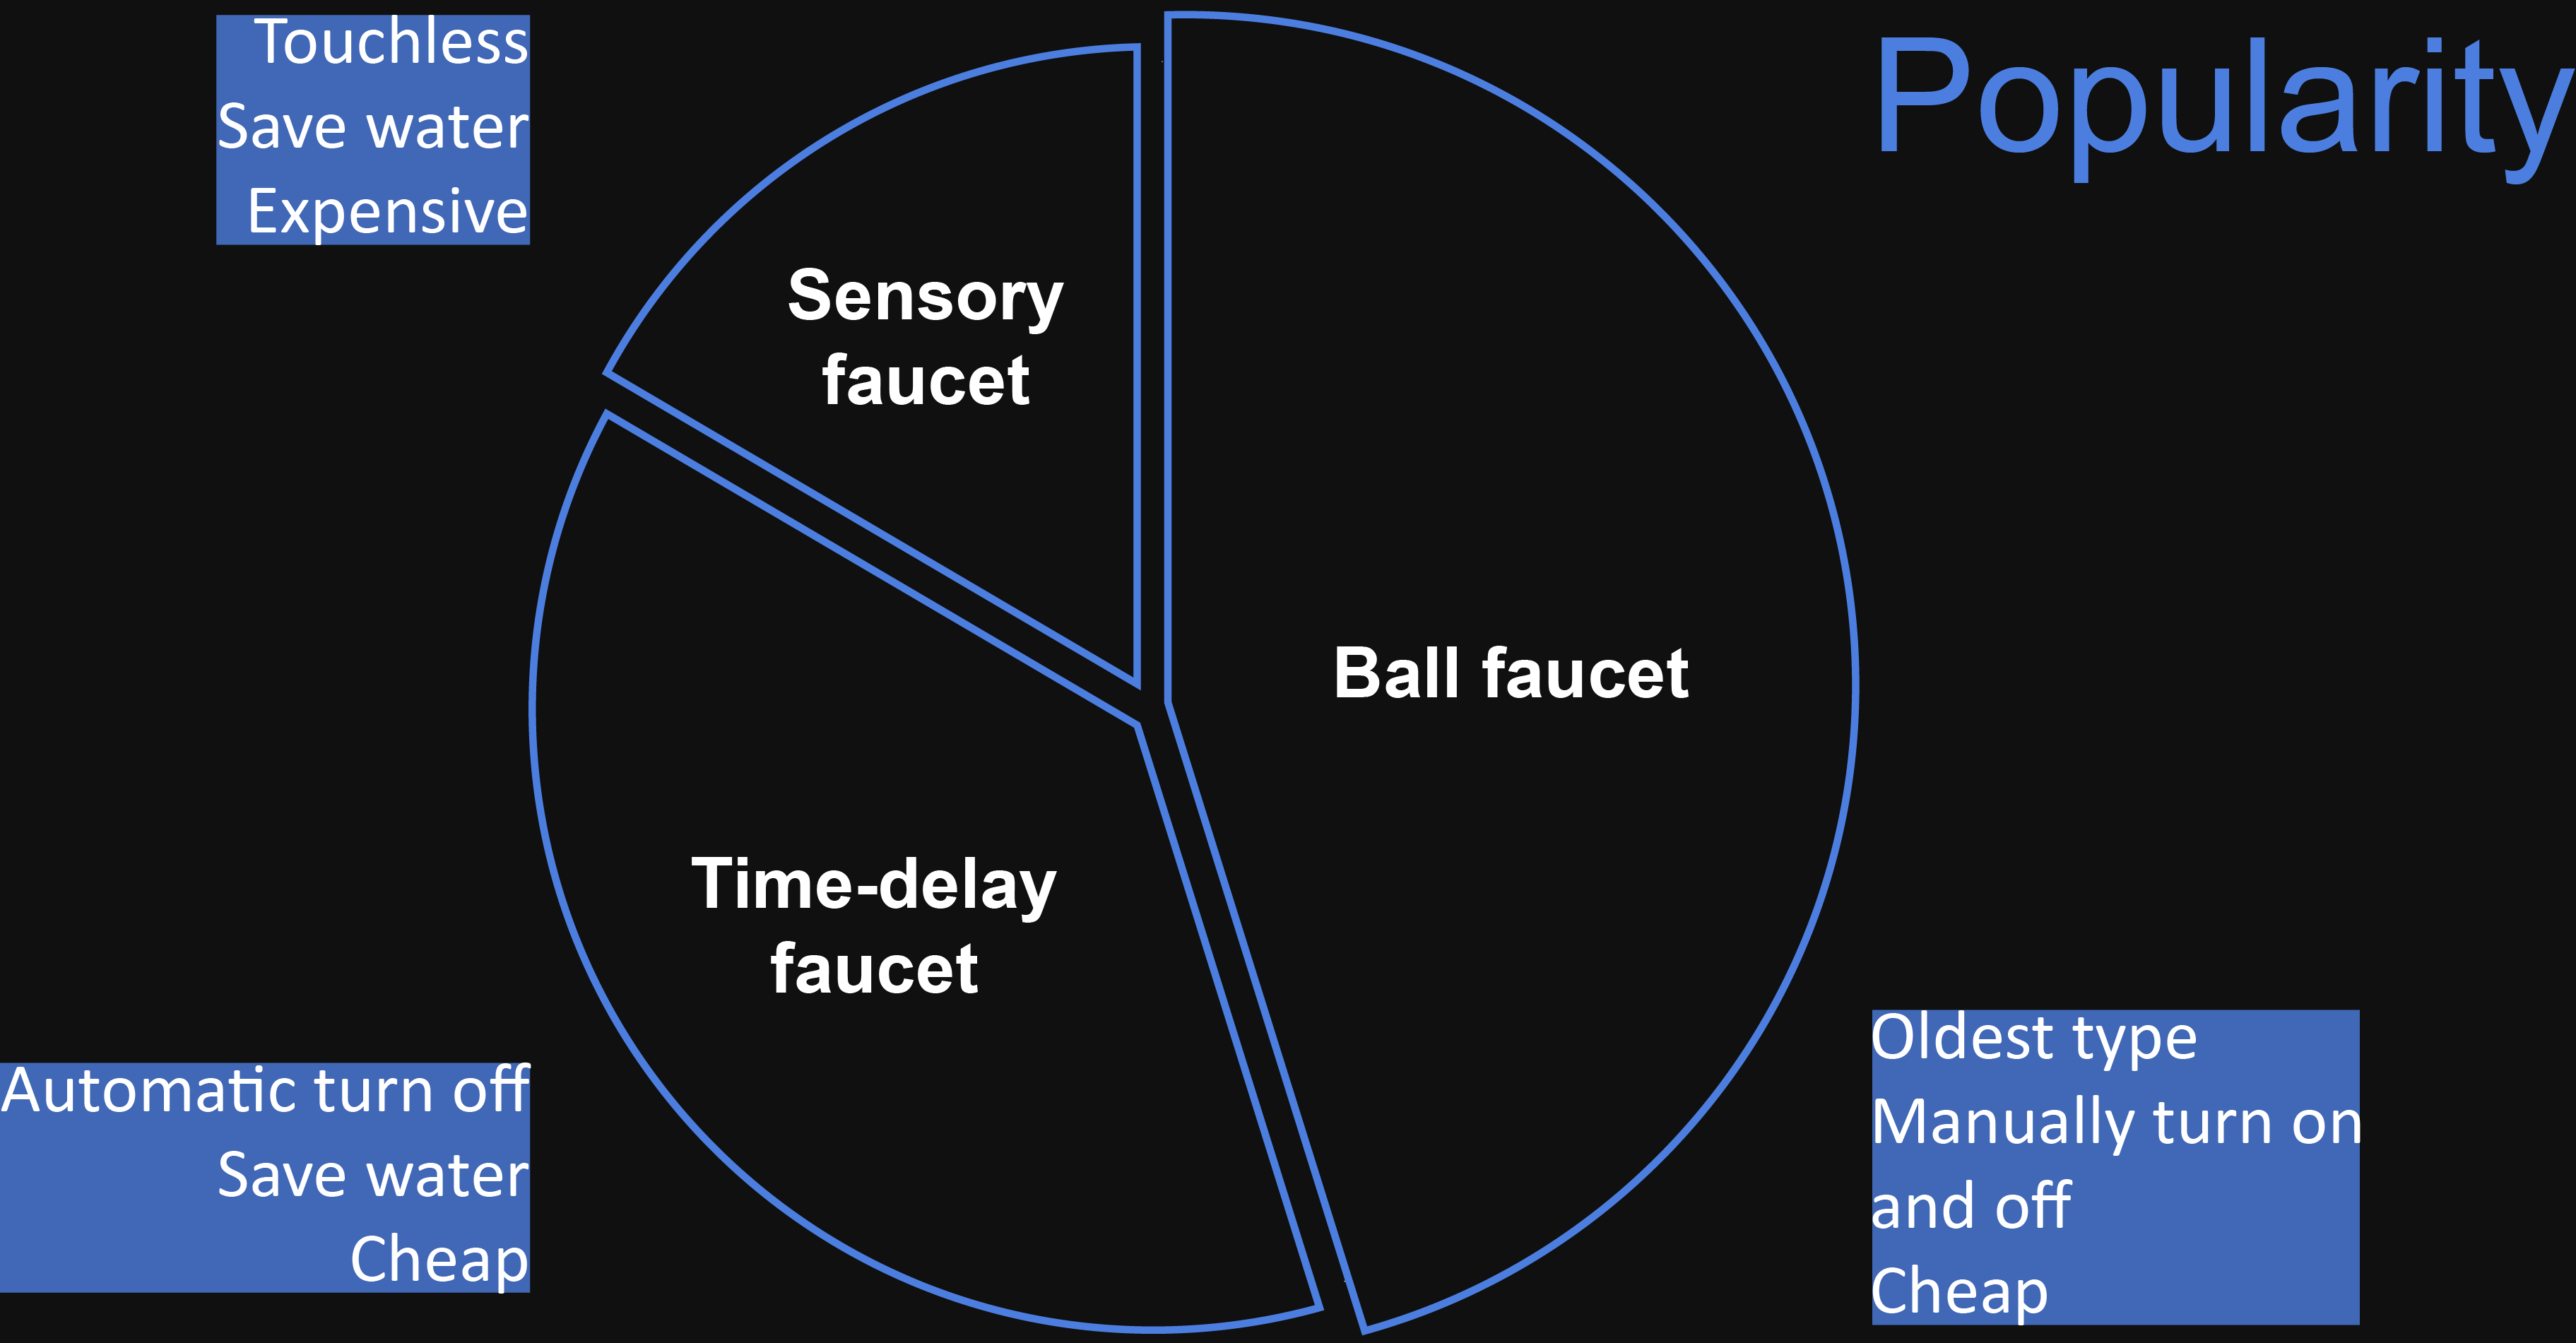 Popularity
Touchless
Save water
Expensive
Sensory
faucet
Ball faucet
Time-delay
faucet
Automatic turn off
Save water
Cheap
Oldest type
Manually turn on
and off
Cheap